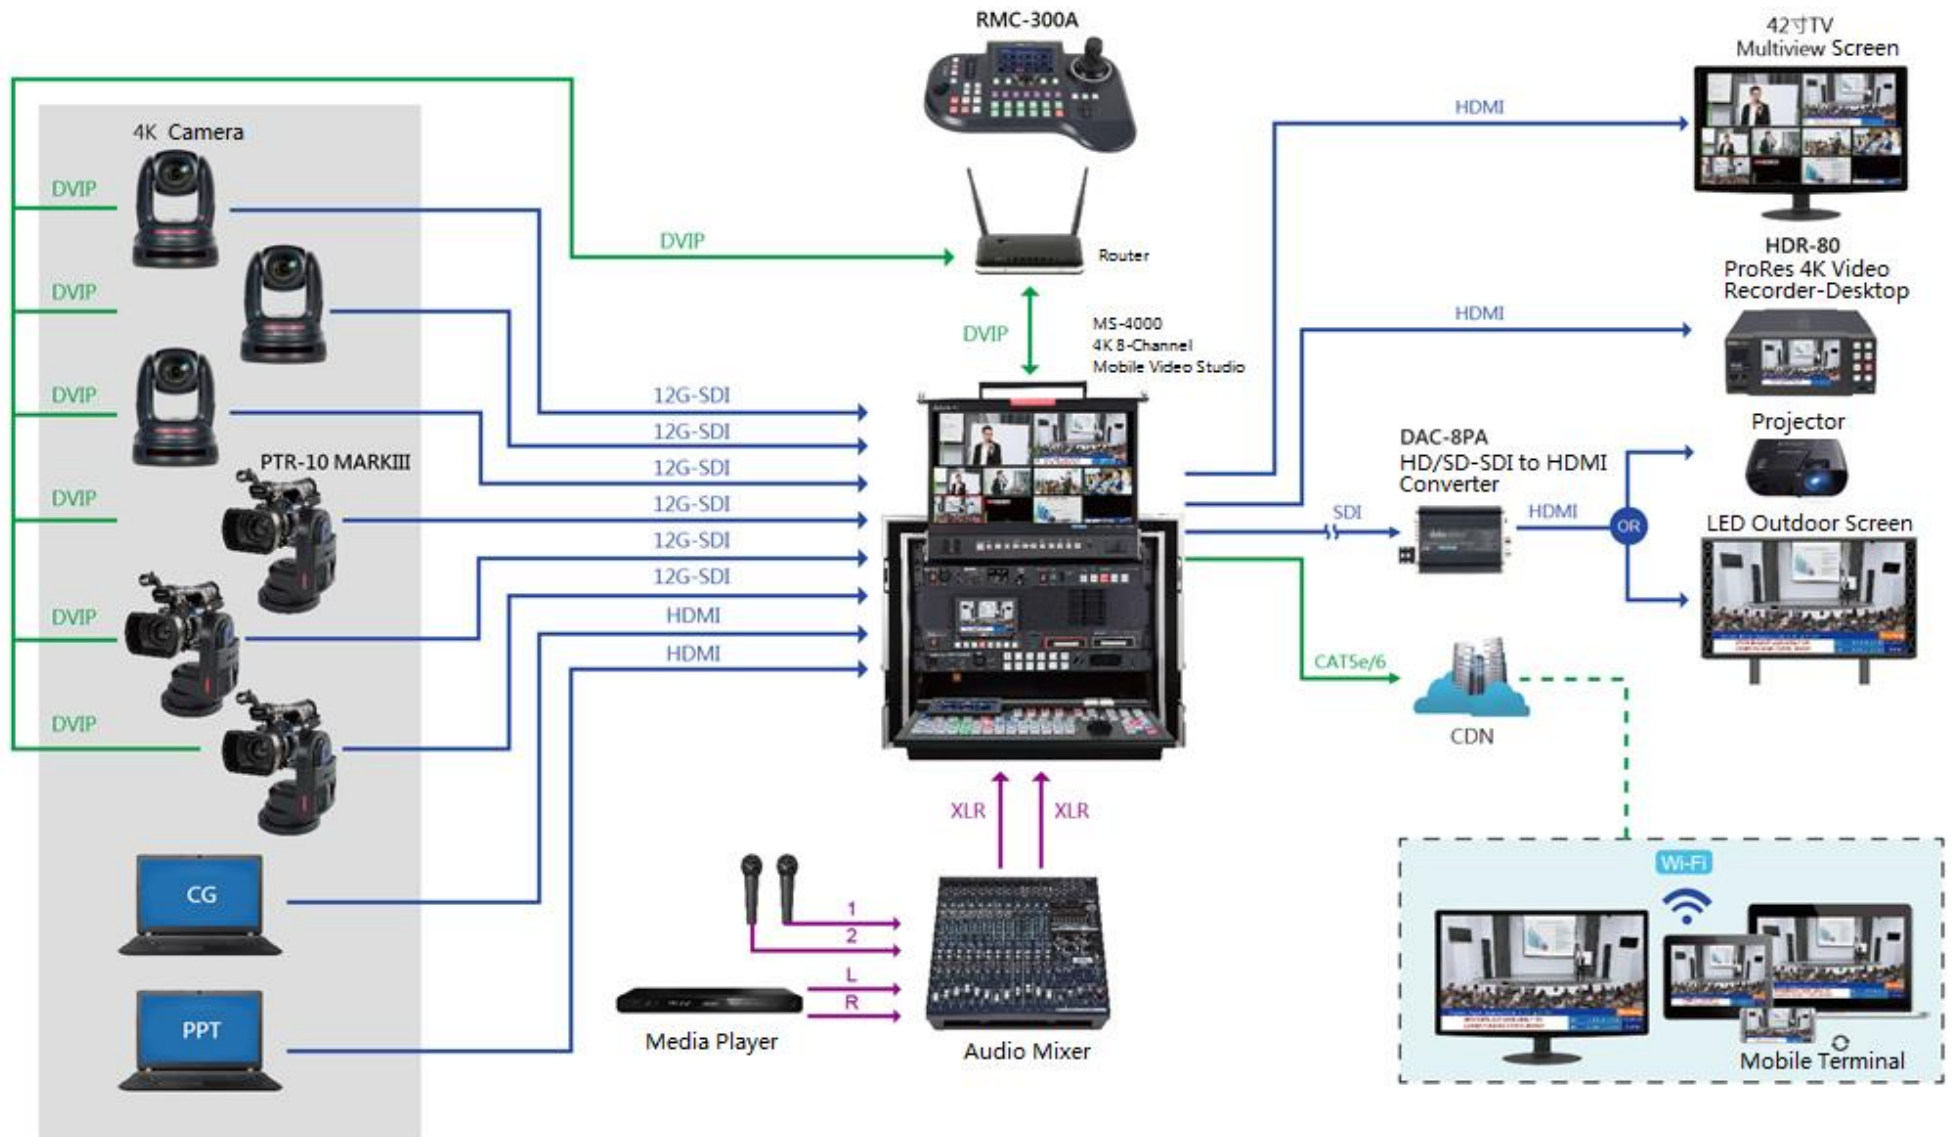 RMC-300A
42寸TV
Multiview Screen
HDMI
4K Camera
DVIP
DVIP
Router
HDR-80
ProRes 4K Video
Recorder-Desktop
DVIP
HDMI
DVIP
MS-4000
4K 8-Channel
Mobile Video Studio
DVIP
12G-SDI
12G-SDI
12G-SDI
12G-SDI
12G-SDI
12G-SDI
HDMI
HDMI
Projector
DAC-8PA
HD/SD-SDI to HDMI
Converter
PTR-10 MARKIII
DVIP
SDI
HDMI
OR
LED Outdoor Screen
DVIP
CAT5e/6
CDN
DVIP
XLR
XLR
Wi-Fi
CG
1
2
L
R
PPT
Media Player
Audio Mixer
Mobile Terminal